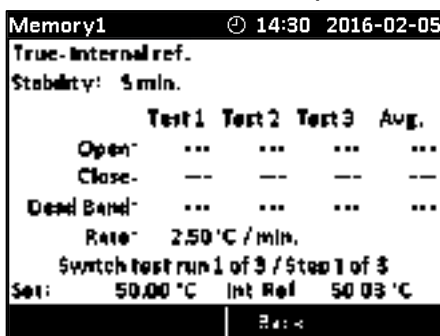 Memory1 14:30 2016-02-05
True-Internal ref.
Stability: 5 min.
Test 1 Test 2 Test 3 Avg.
Open: --- --- --- ---
Close: --- --- --- ---
Dead Band: --- --- --- ---
Rate: 2.50 °C / min.
Switch test run 1 of 3 / Step 1 of
Set: 50.00 °C Int Ref 50.03 °C
Back